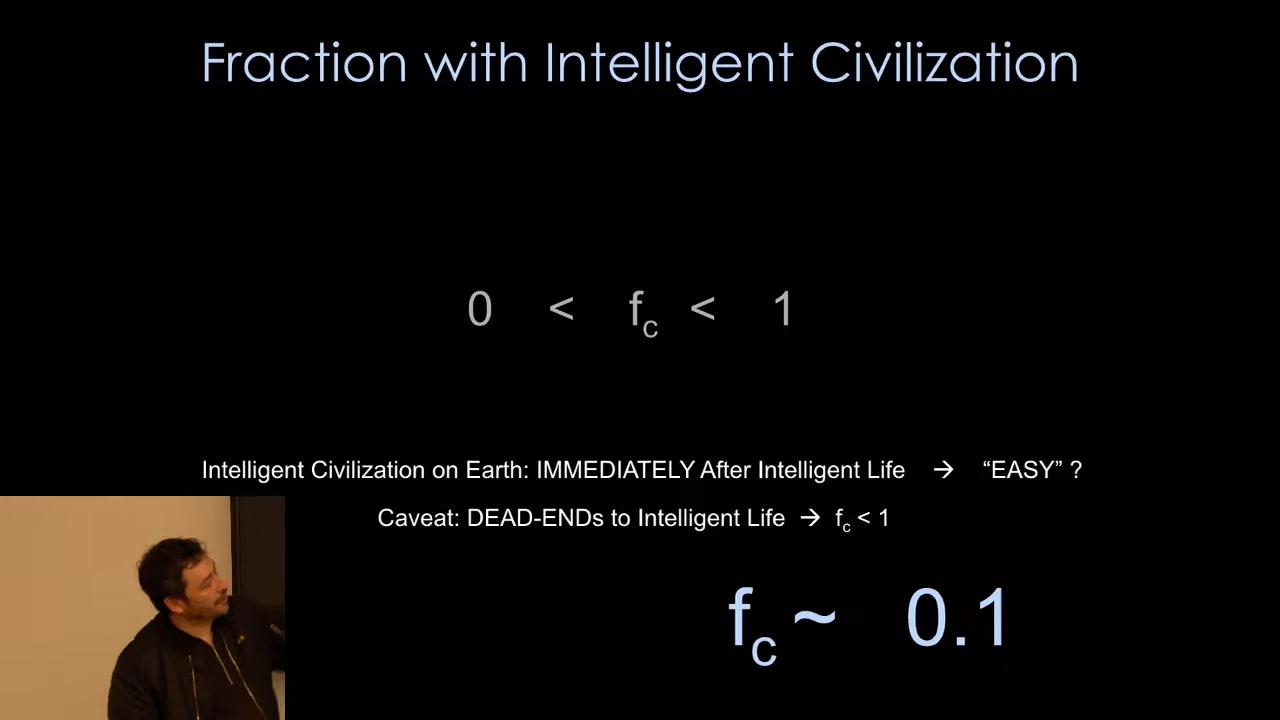 Fraction with Intelligent Civilization
0 < fc < 1
Intelligent Civilization on Earth: IMMEDIATELY After Intelligent Life → “EASY” ?
Caveat: DEAD-ENDs to Intelligent Life → fc < 1
fc ~ 0.1